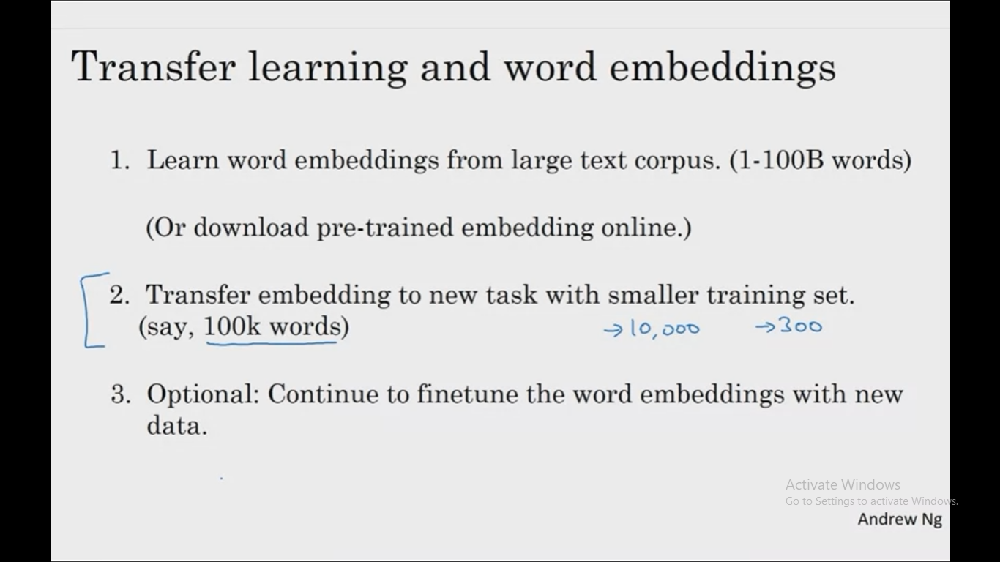 Transfer learning and word embeddings
1. Learn word embeddings from large text corpus. (1-100B words)
(Or download pre-trained embedding online.)
2. Transfer embedding to new task with smaller training set.
(say, 100k words)
→10,000 →300
3. Optional: Continue to finetune the word embeddings with new
data.
Activate Windows
Go to Settings to activate Windows.
Andrew Ng